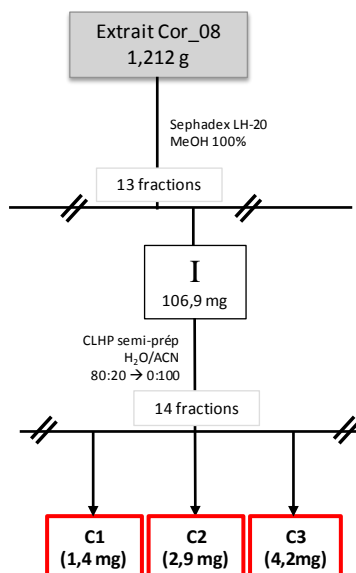 Extrait Cor_08
1,212 g
Sephadex LH-20
MeOH 100%
13 fractions
I
106,9 mg
CLHP semi-prép
H₂O/ACN
80:20 → 0:100
14 fractions
C1
(1,4 mg)
C2
(2,9 mg)
C3
(4,2mg)